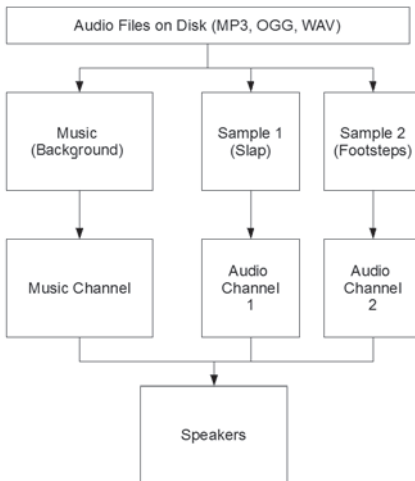 Audio Files on Disk (MP3, OGG, WAV)
Music
(Background)
Sample 1
(Slap)
Sample 2
(Footsteps)
Music Channel
Audio
Channel
1
Audio
Channel
2
Speakers